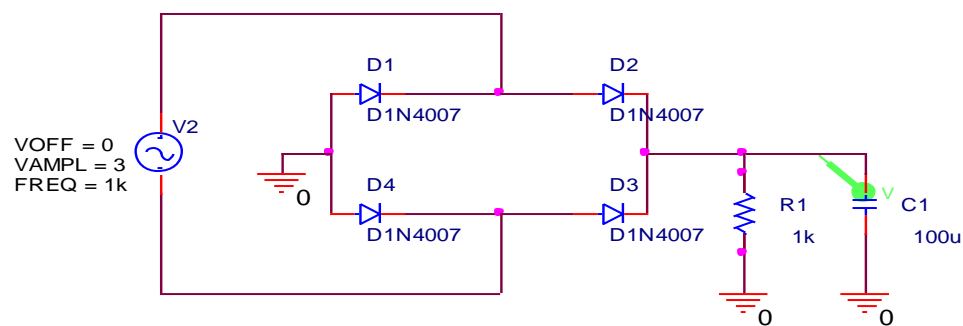 D1
D1N4007
D2
D1N4007
V2
VOFF = 0
VAMPL = 3
FREQ = 1k
0
D4
D1N4007
D3
D1N4007
R1
1k
V
C1
100u
0
0